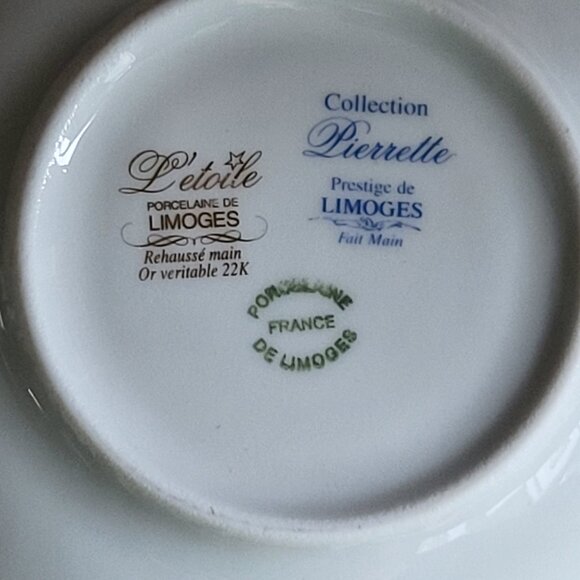 Collection
Pierrette
Prestige de
LIMOGES
Fait Main
L'étoile
PORCELAINE DE
LIMOGES
Rehaussé main
Or veritable 22K
PORCELAINE
FRANCE
DE LIMOGES